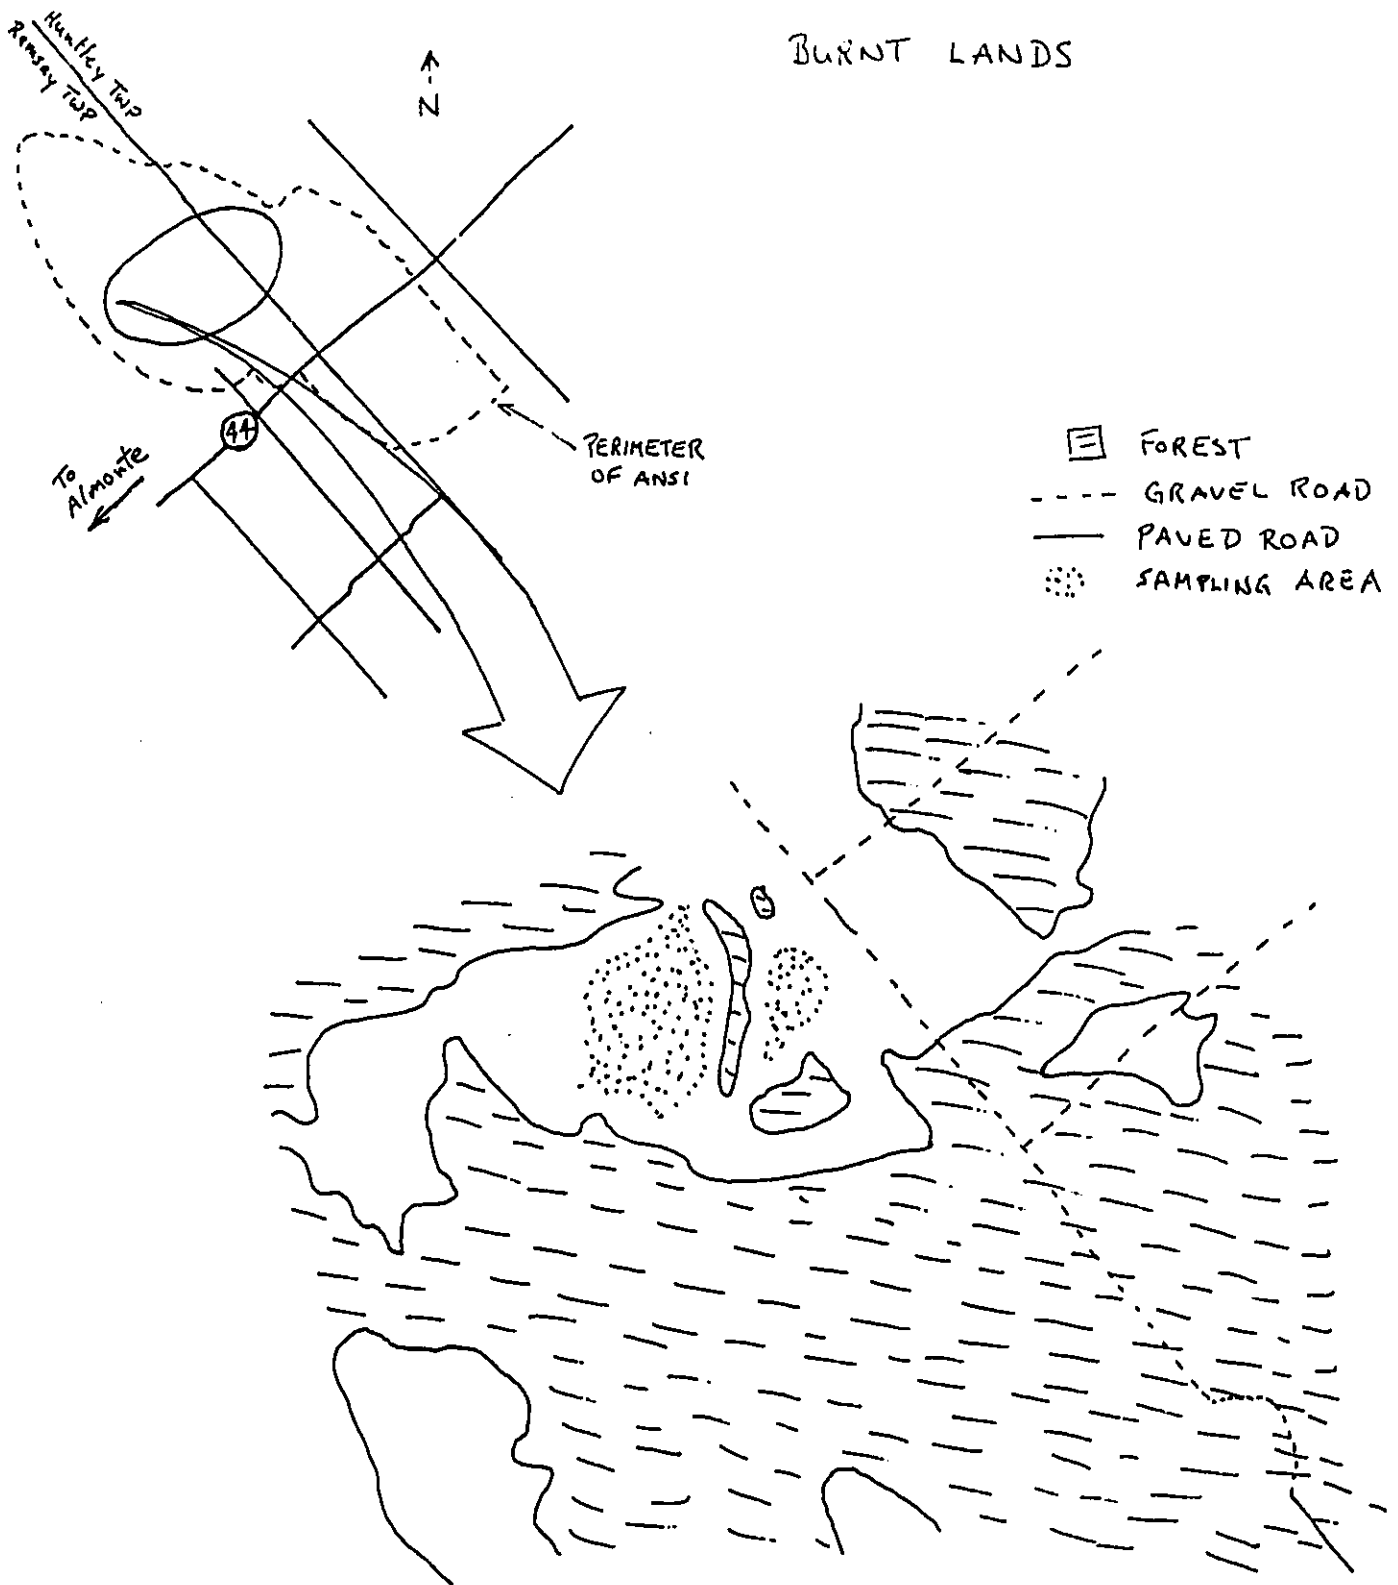 BURNT LANDS
Huntley TWP
Ramsay TWP
N
44
To
Almonte
PERIMETER
OF ANSI
FOREST
GRAVEL ROAD
PAVED ROAD
SAMPLING AREA